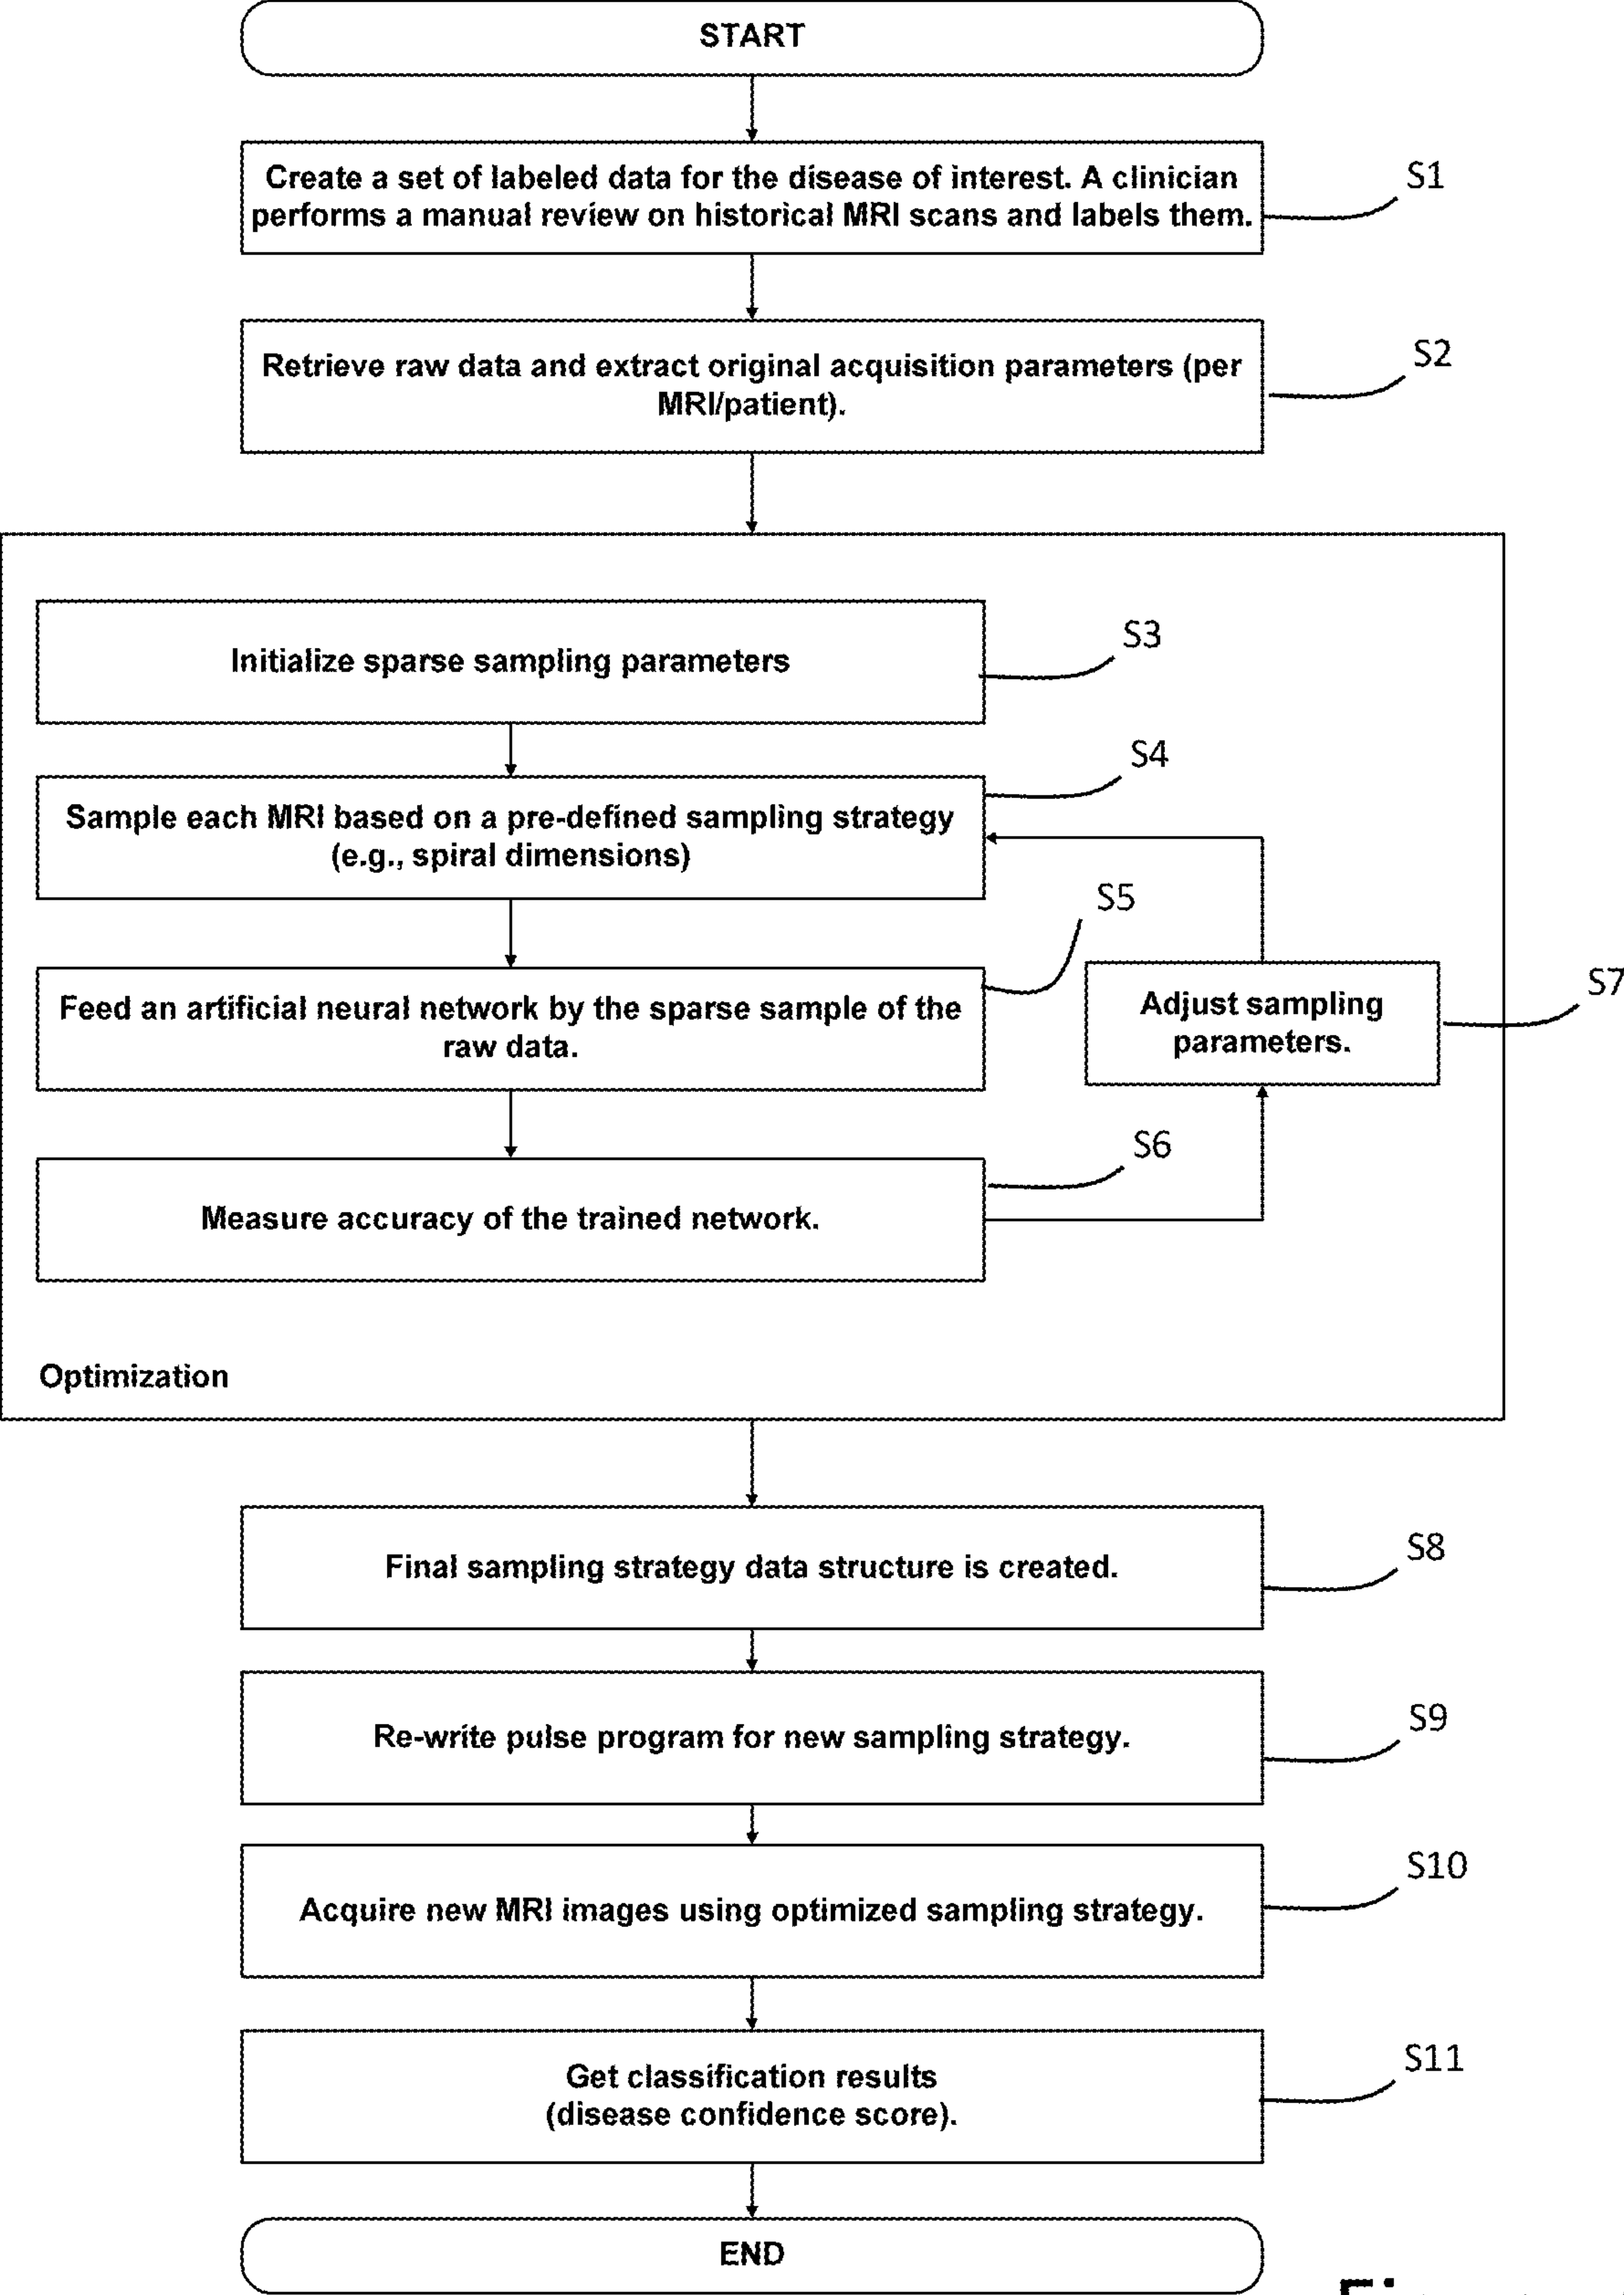 START
Create a set of labeled data for the disease of interest. A clinician
performs a manual review on historical MRI scans and labels them.
S1
Retrieve raw data and extract original acquisition parameters (per
MRI/patient).
S2
Initialize sparse sampling parameters
S3
Sample each MRI based on a pre-defined sampling strategy
(e.g., spiral dimensions)
S4
Feed an artificial neural network by the sparse sample of the
raw data.
S5
Adjust sampling
parameters.
S7
Measure accuracy of the trained network.
S6
Optimization
Final sampling strategy data structure is created.
S8
Re-write pulse program for new sampling strategy.
S9
Acquire new MRI images using optimized sampling strategy.
S10
Get classification results
(disease confidence score).
S11
END